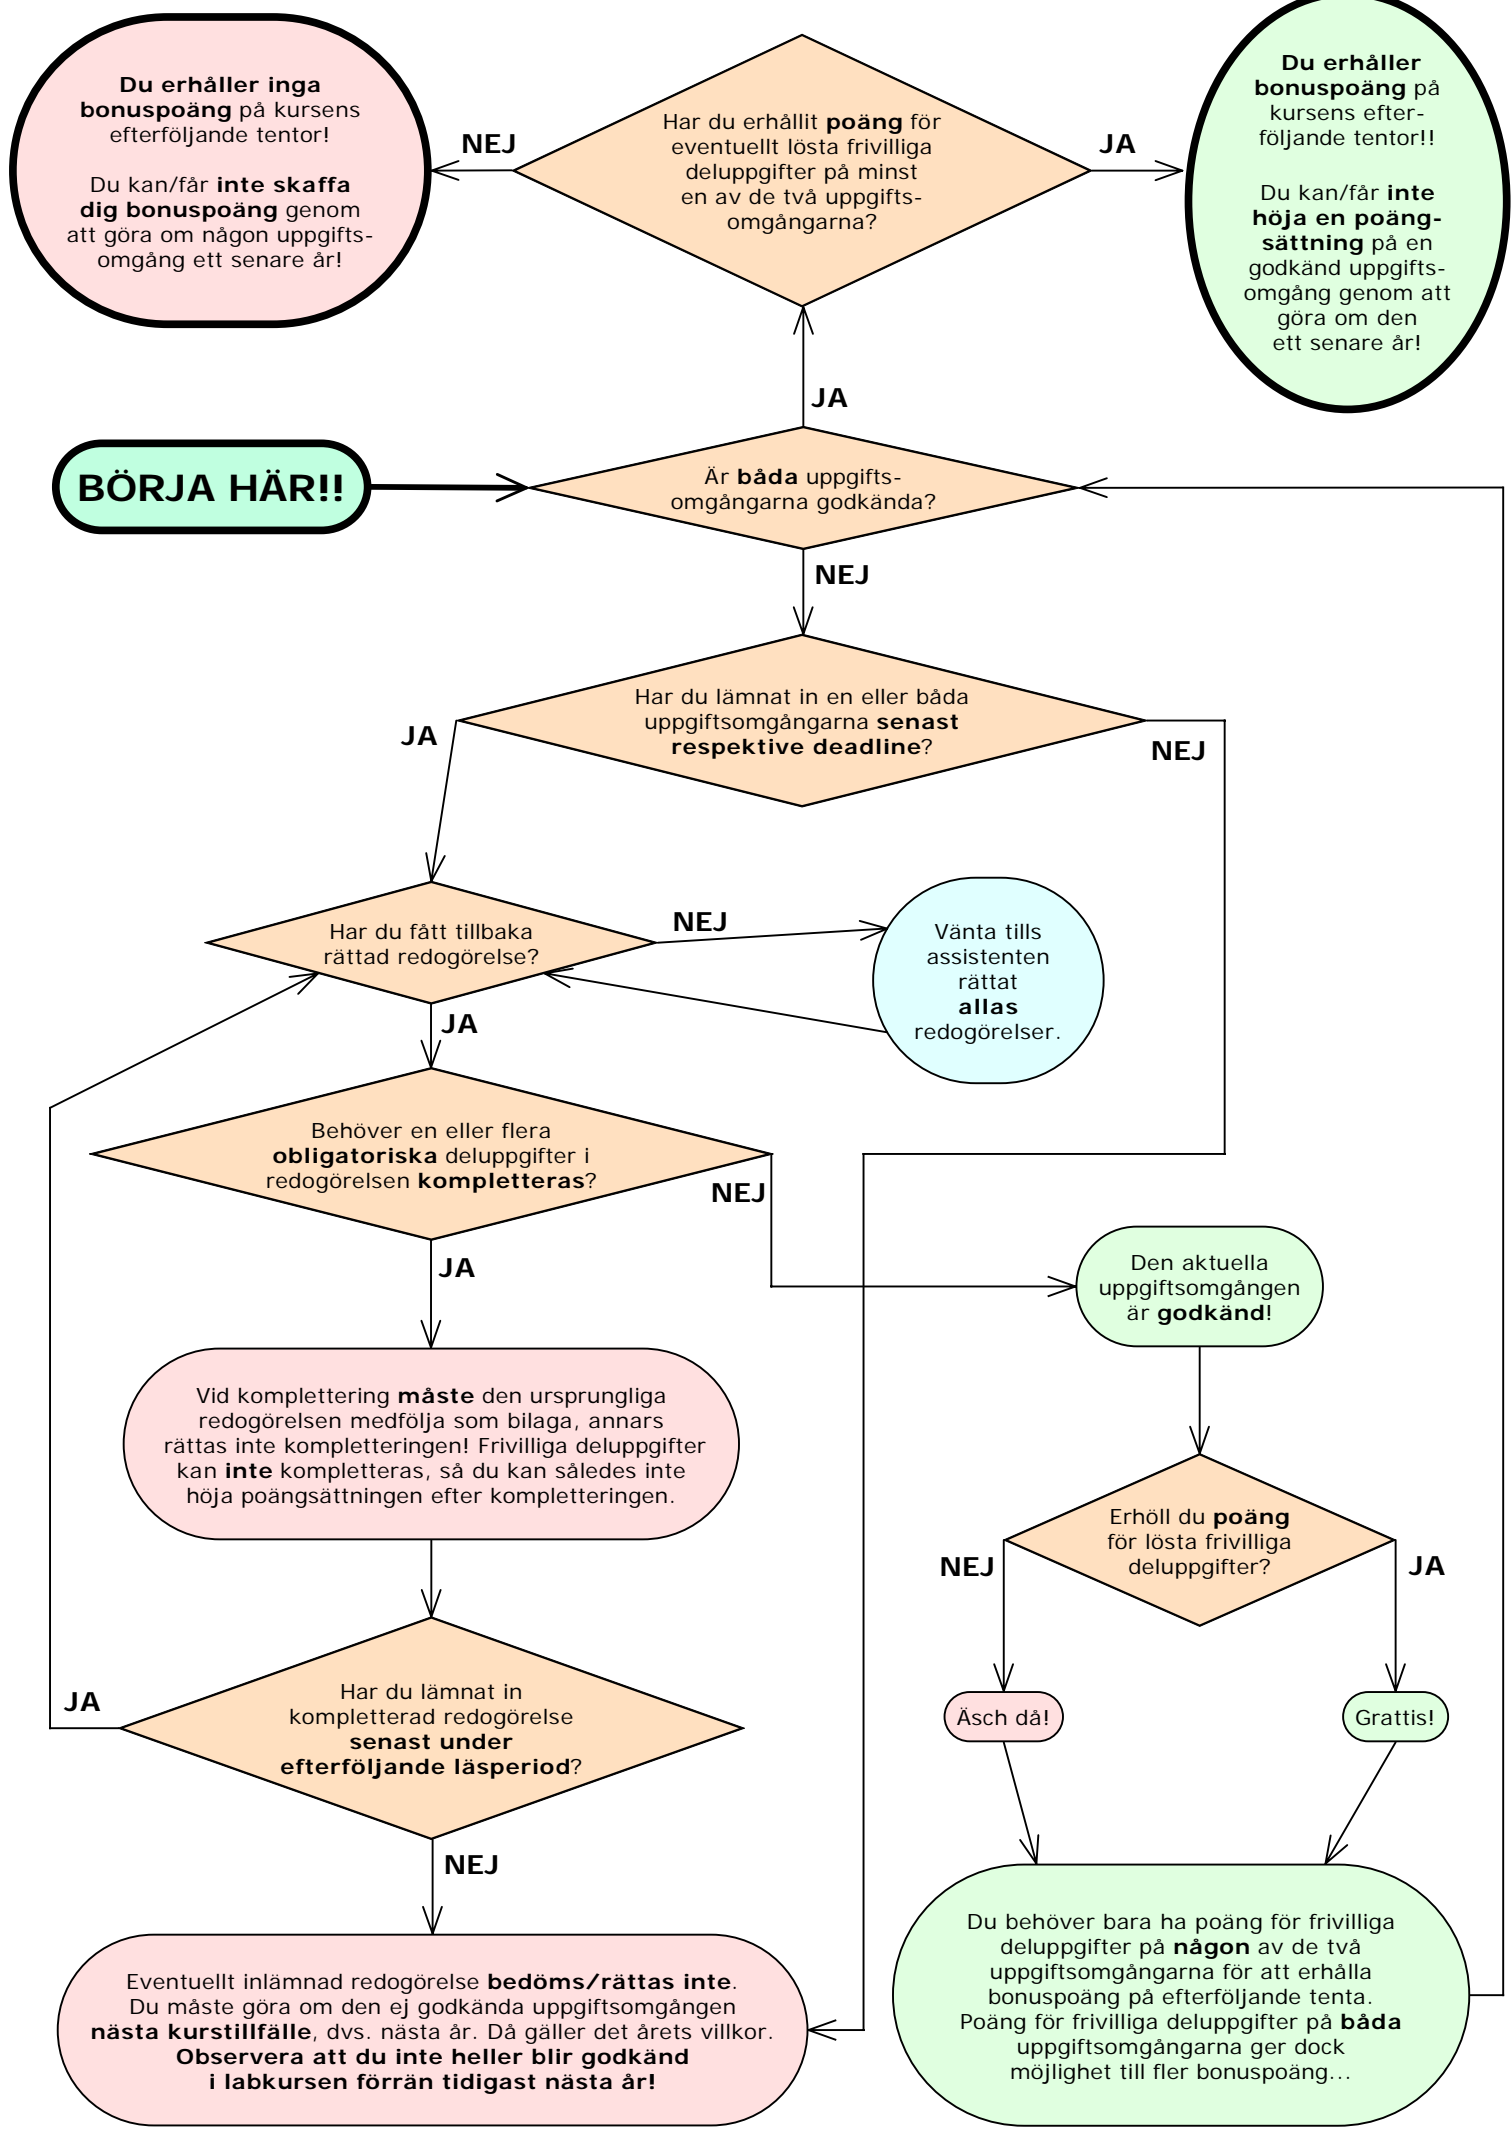 Du erhåller inga
bonuspoäng på kursens
efterföljande tentor!
Du kan/får inte skaffa
dig bonuspoäng genom
att göra om någon uppgifts-
omgång ett senare år!
NEJ
Har du erhållit poäng för
eventuellt lösta frivilliga
deluppgifter på minst
en av de två uppgifts-
omgångarna?
JA
Du erhåller
bonuspoäng på
kursens efter-
följande tentor!!
Du kan/får inte
höja en poäng-
sättning på en
godkänd uppgifts-
omgång genom att
göra om den
ett senare år!
JA
BÖRJA HÄR!!
Är båda uppgifts-
omgångarna godkända?
NEJ
Har du lämnat in en eller båda
uppgiftsomgångarna senast
respektive deadline?
JA
NEJ
Har du fått tillbaka
rättad redogörelse?
NEJ
Vänta tills
assistenten
rättat
allas
redogörelser.
JA
Behöver en eller flera
obligatoriska deluppgifter i
redogörelsen kompletteras?
NEJ
JA
Den aktuella
uppgiftsomgången
är godkänd!
Vid komplettering måste den ursprungliga
redogörelsen medfölja som bilaga, annars
rättas inte kompletteringen! Frivilliga deluppgifter
kan inte kompletteras, så du kan således inte
höja poängsättningen efter kompletteringen.
Erhöll du poäng
för lösta frivilliga
deluppgifter?
NEJ
JA
Har du lämnat in
kompletterad redogörelse
senast under
efterföljande läsperiod?
JA
Äsch då!
Grattis!
NEJ
Du behöver bara ha poäng för frivilliga
deluppgifter på någon av de två
uppgiftsomgångarna för att erhålla
bonuspoäng på efterföljande tenta.
Poäng för frivilliga deluppgifter på båda
uppgiftsomgångarna ger dock
möjlighet till fler bonuspoäng...
Eventuellt inlämnad redogörelse bedöms/rättas inte.
Du måste göra om den ej godkända uppgiftsomgången
nästa kurstillfälle, dvs. nästa år. Då gäller det årets villkor.
Observera att du inte heller blir godkänd
i labkursen förrän tidigast nästa år!